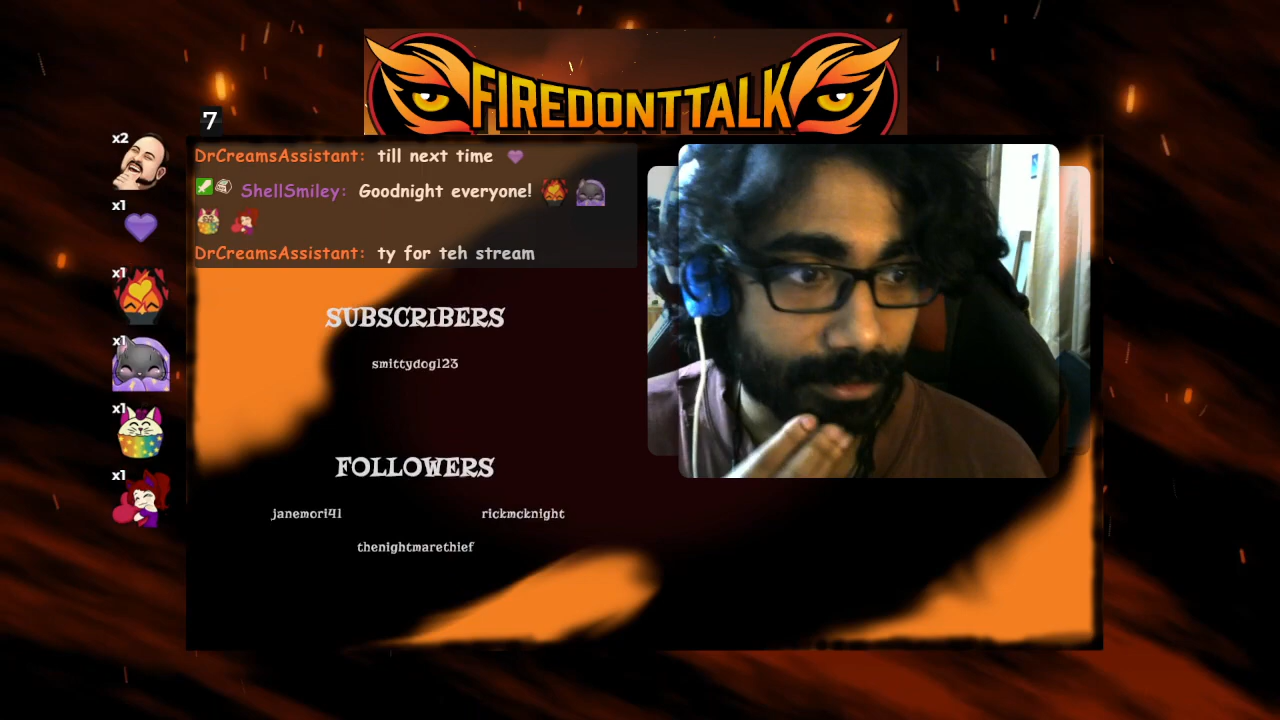 FIREDONTTALK
7
x2
x1
x1
x1
x1
x1
DrCreamsAssistant: till next time
ShellSmiley: Goodnight everyone!
DrCreamsAssistant: ty for teh stream
SUBSCRIBERS
smittydog123
FOLLOWERS
janemori41 rickmcknight
thenightmarethief